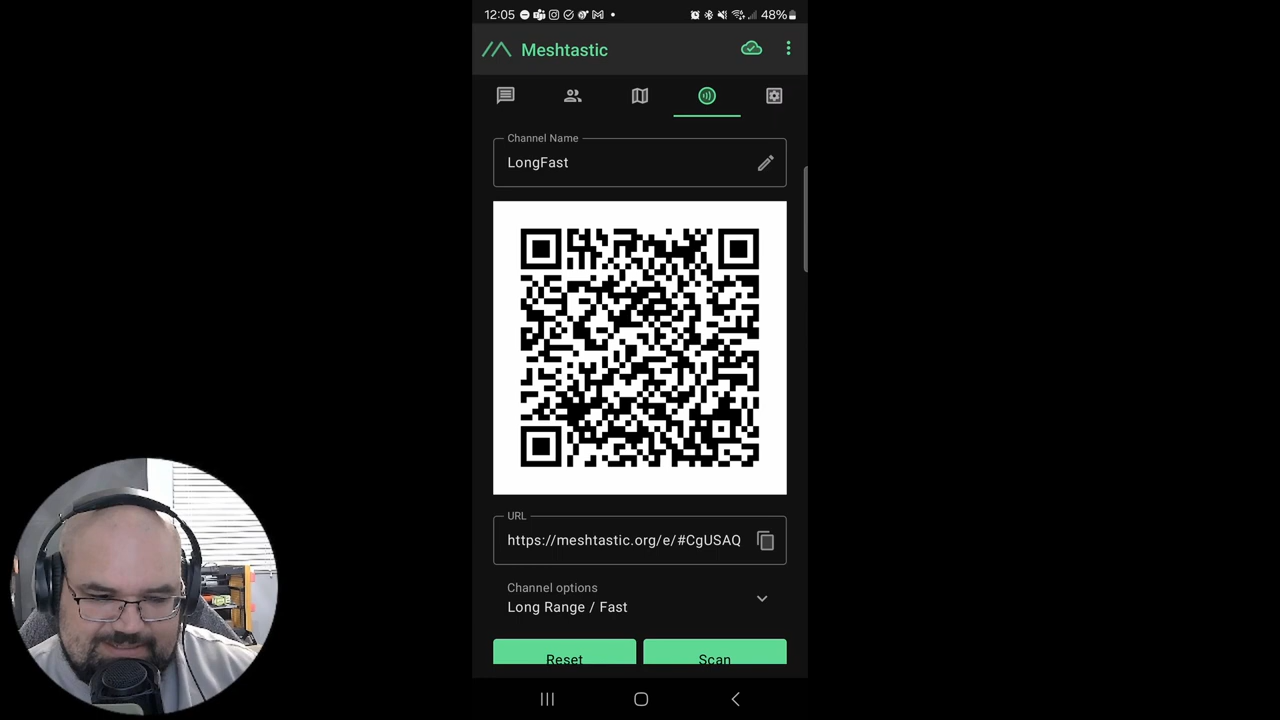 12:05
48%
Meshtastic
Channel Name
LongFast
URL
https://meshtastic.org/e/#CgUSAQ
Channel options
Long Range / Fast
Reset
Scan